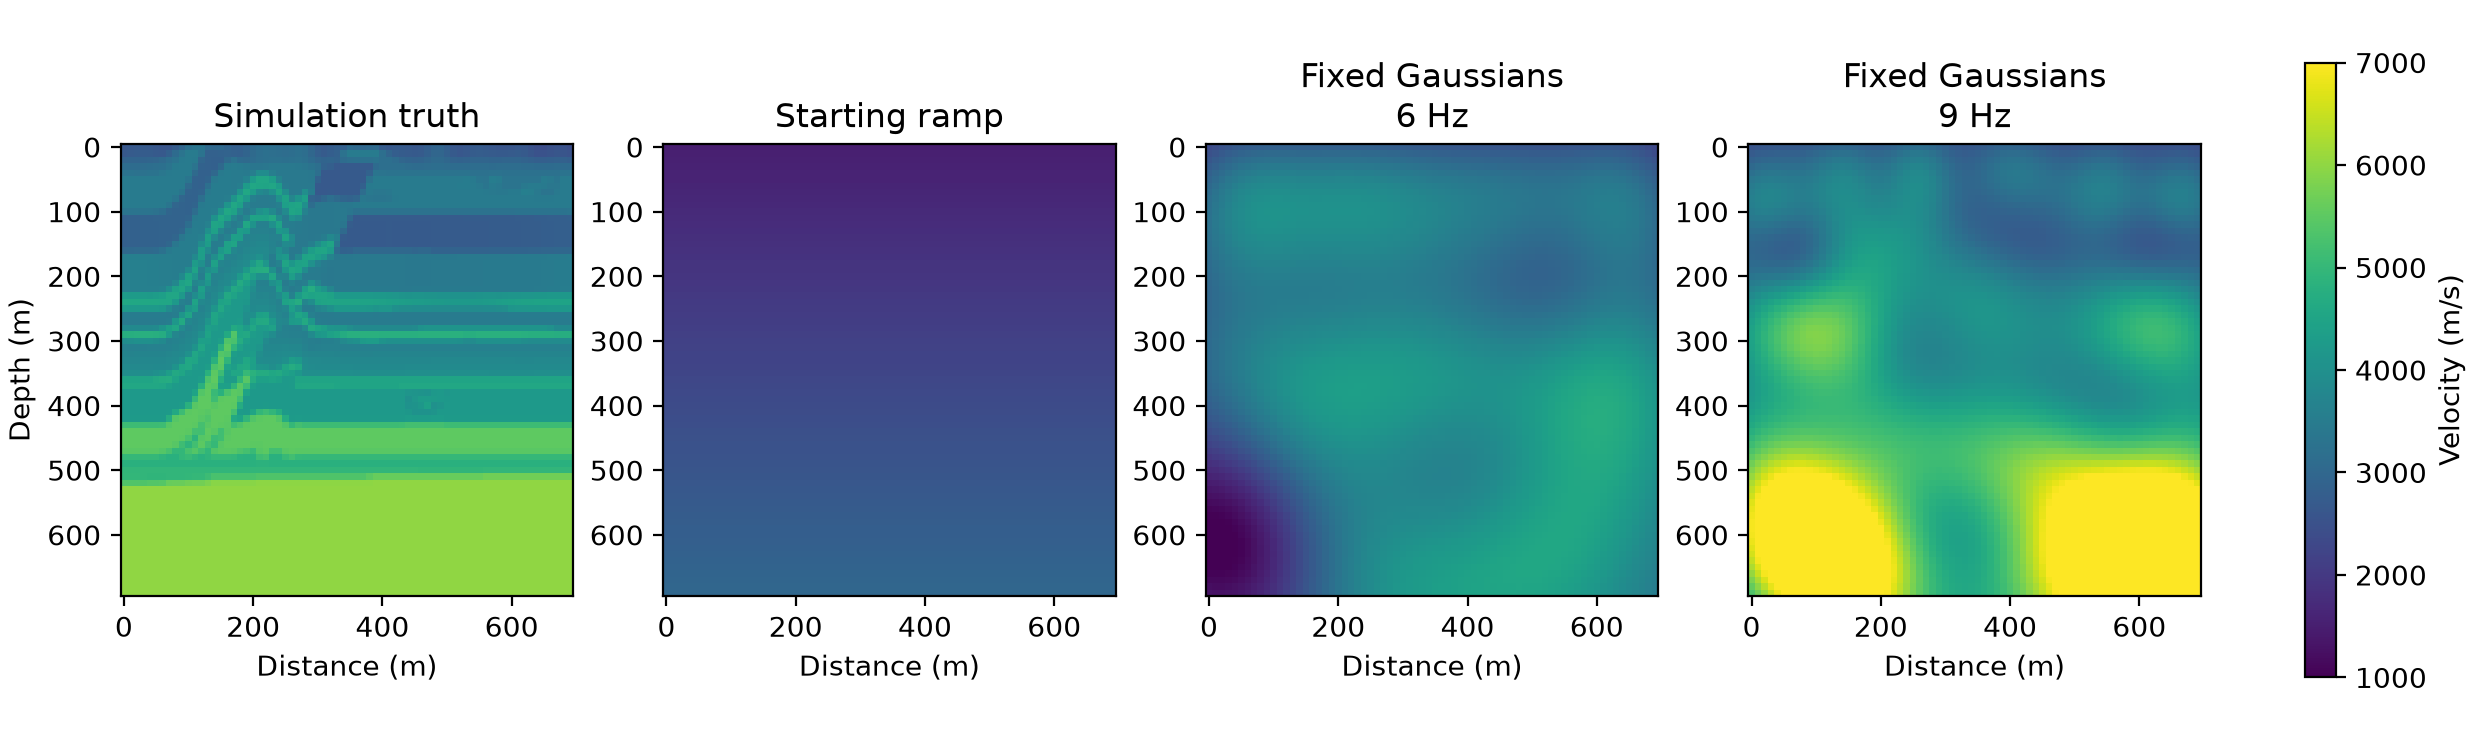 Simulation truth
Starting ramp
Fixed Gaussians
6 Hz
Fixed Gaussians
9 Hz
0
100
200
300
400
500
600
Depth (m)
0 200 400 600
Distance (m)
0
100
200
300
400
500
600
0 200 400 600
Distance (m)
0
100
200
300
400
500
600
0 200 400 600
Distance (m)
0
100
200
300
400
500
600
0 200 400 600
Distance (m)
7000
6000
5000
4000
3000
2000
1000
Velocity (m/s)